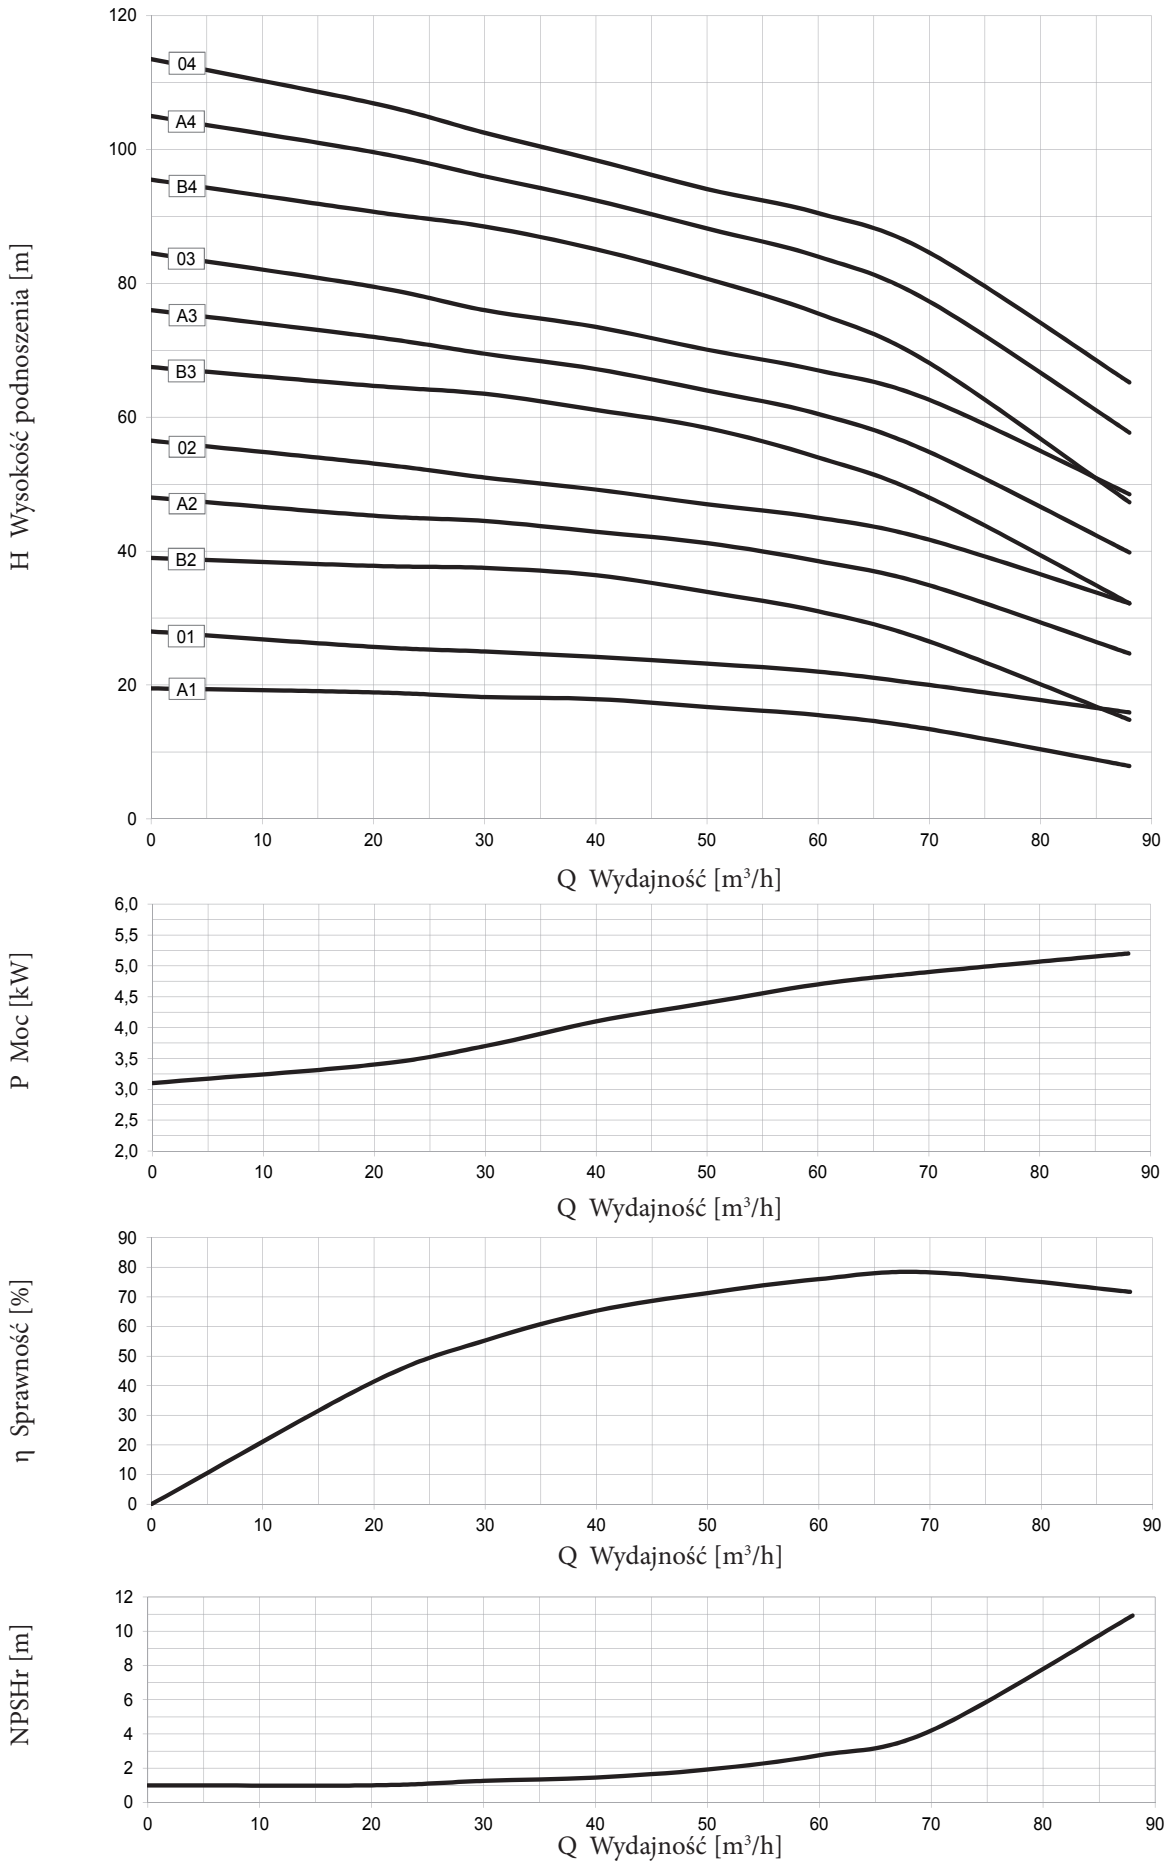 120
100
80
60
40
20
0
04
A4
B4
03
A3
B3
02
A2
B2
01
A1
H Wysokość podnoszenia [m]
0 10 20 30 40 50 60 70 80 90
Q Wydajność [m³/h]
6,0
5,5
5,0
4,5
4,0
3,5
3,0
2,5
2,0
P Moc [kW]
0 10 20 30 40 50 60 70 80 90
Q Wydajność [m³/h]
90
80
70
60
50
40
30
20
10
0
η Sprawność [%]
0 10 20 30 40 50 60 70 80 90
Q Wydajność [m³/h]
12
10
8
6
4
2
0
NPSHr [m]
0 10 20 30 40 50 60 70 80 90
Q Wydajność [m³/h]